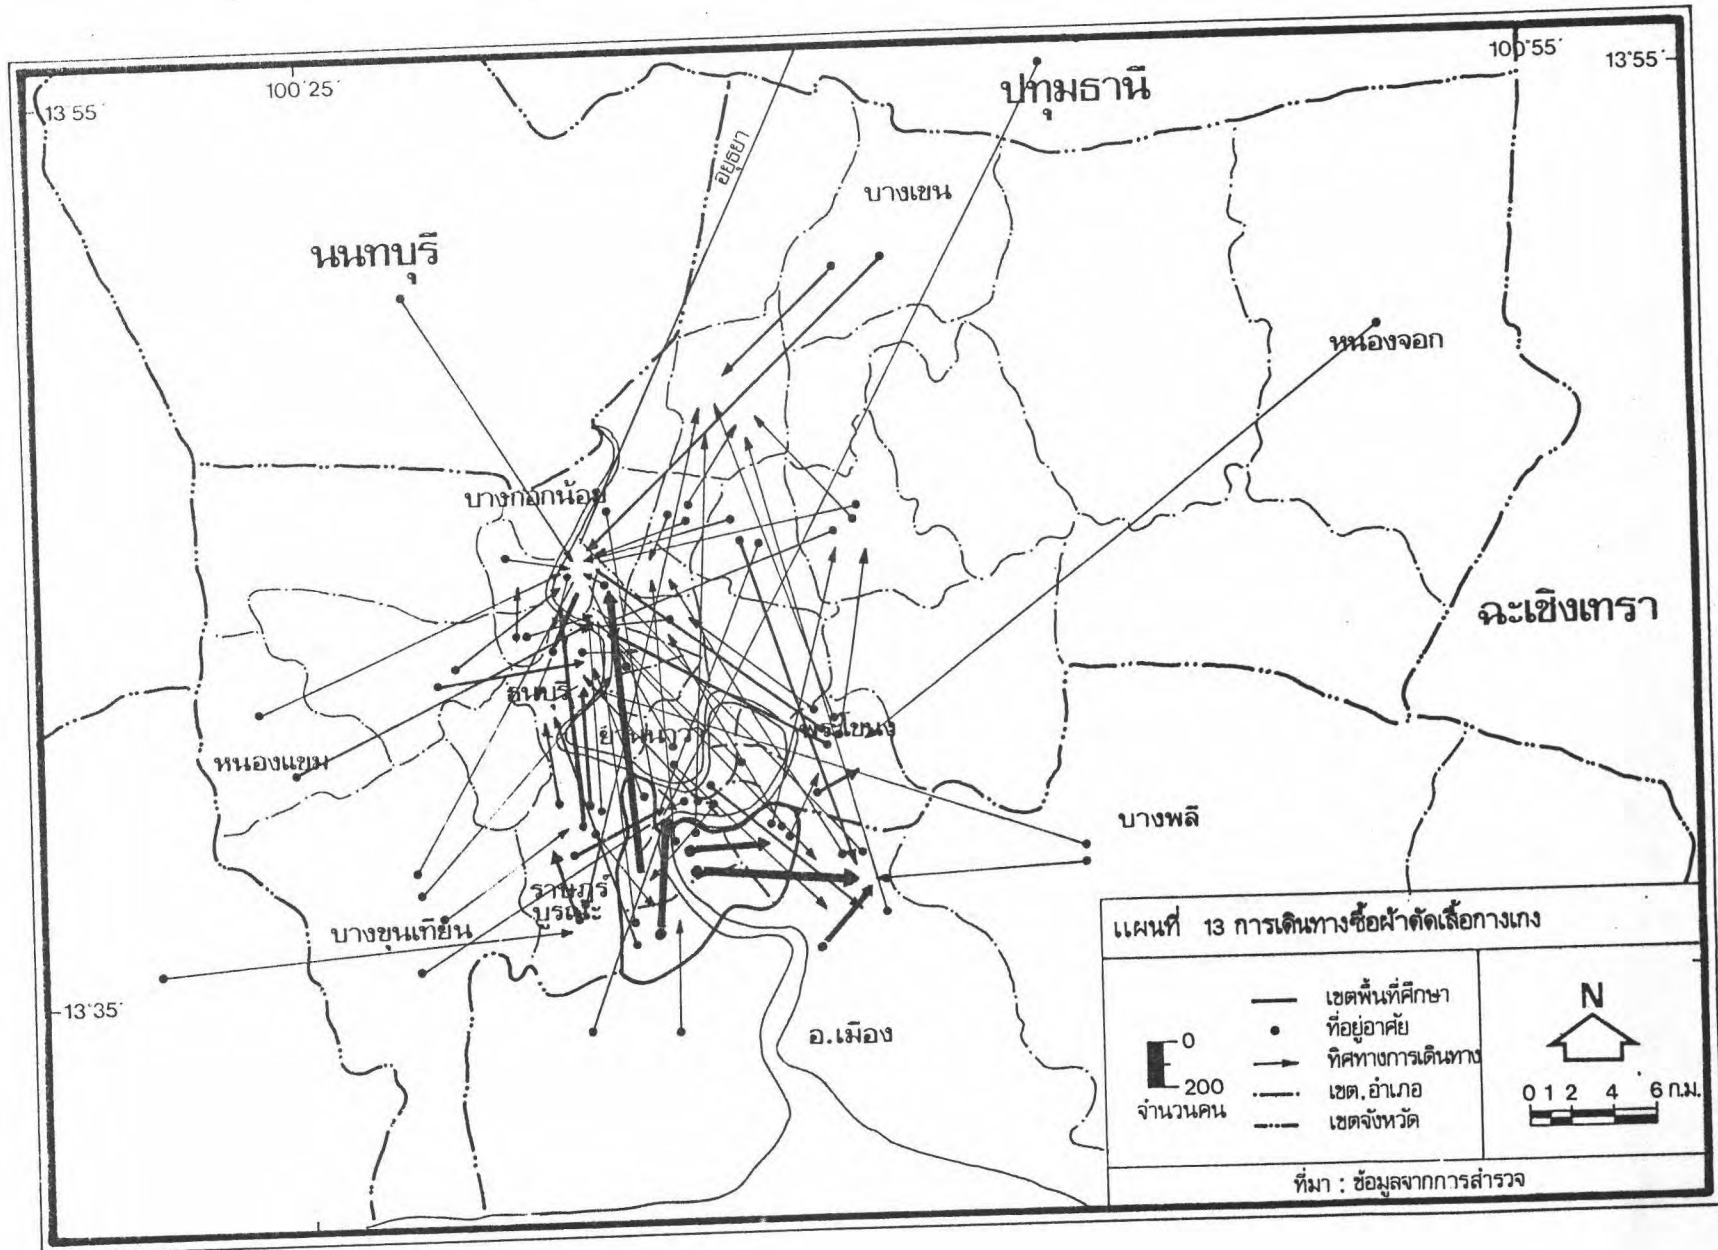 100°25′
100°55′
13°55′
13 55
ปทุมธานี
อยุธยา
บางเขน
นนทบุรี
หนองจอก
บางกอกน้อย
ฉะเชิงเทรา
ธนบุรี
ยานนาวา
พระโขนง
หนองแขม
บางพลี
ราษฎร์
บูรณะ
บางขุนเทียน
13°35′
อ.เมือง
แผนที่ 13 การเดินทางซื้อผ้าตัดเสื้อกางเกง
0
200
จำนวนคน
เขตพื้นที่ศึกษา
ที่อยู่อาศัย
ทิศทางการเดินทาง
เขต,อำเภอ
เขตจังหวัด
N
0 1 2 4 6 ก.ม.
ที่มา : ข้อมูลจากการสำรวจ